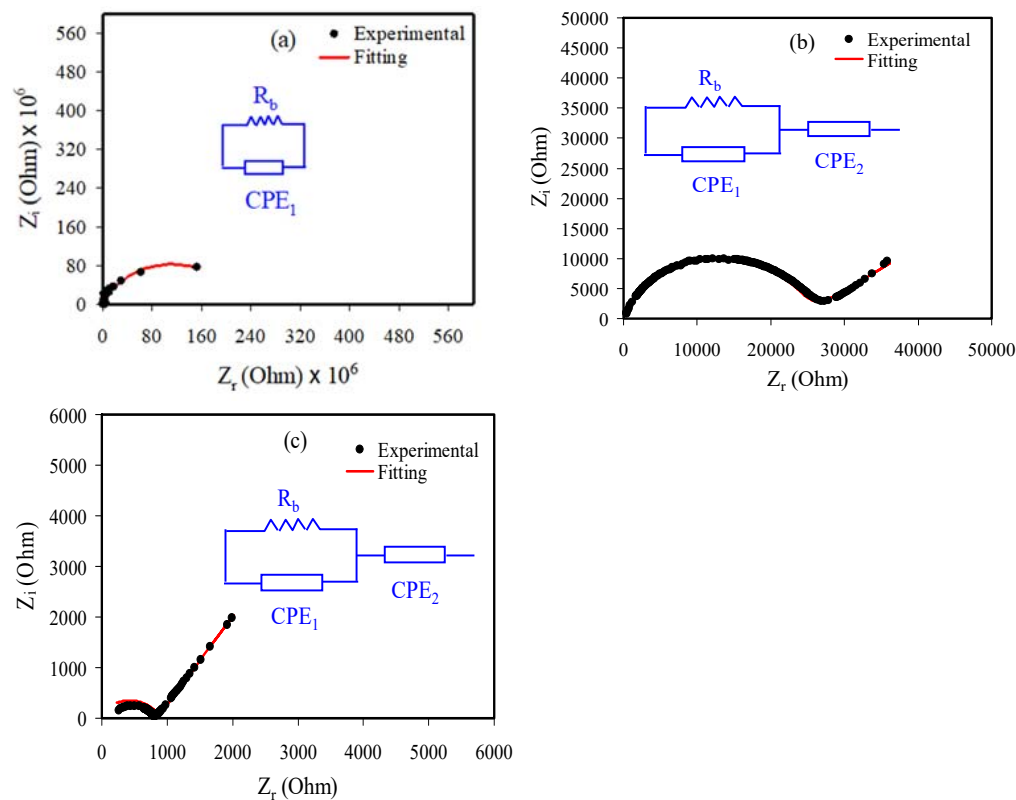 (a)
Experimental
Fitting
R_b
CPE_1
Z_i (Ohm) x 10^6
560
480
400
320
240
160
80
0
0 80 160 240 320 400 480 560
Z_r (Ohm) x 10^6
(b)
Experimental
Fitting
R_b
CPE_1
CPE_2
Z_i (Ohm)
50000
45000
40000
35000
30000
25000
20000
15000
10000
5000
0
0 10000 20000 30000 40000 50000
Z_r (Ohm)
(c)
Experimental
Fitting
R_b
CPE_1
CPE_2
Z_i (Ohm)
6000
5000
4000
3000
2000
1000
0
0 1000 2000 3000 4000 5000 6000
Z_r (Ohm)